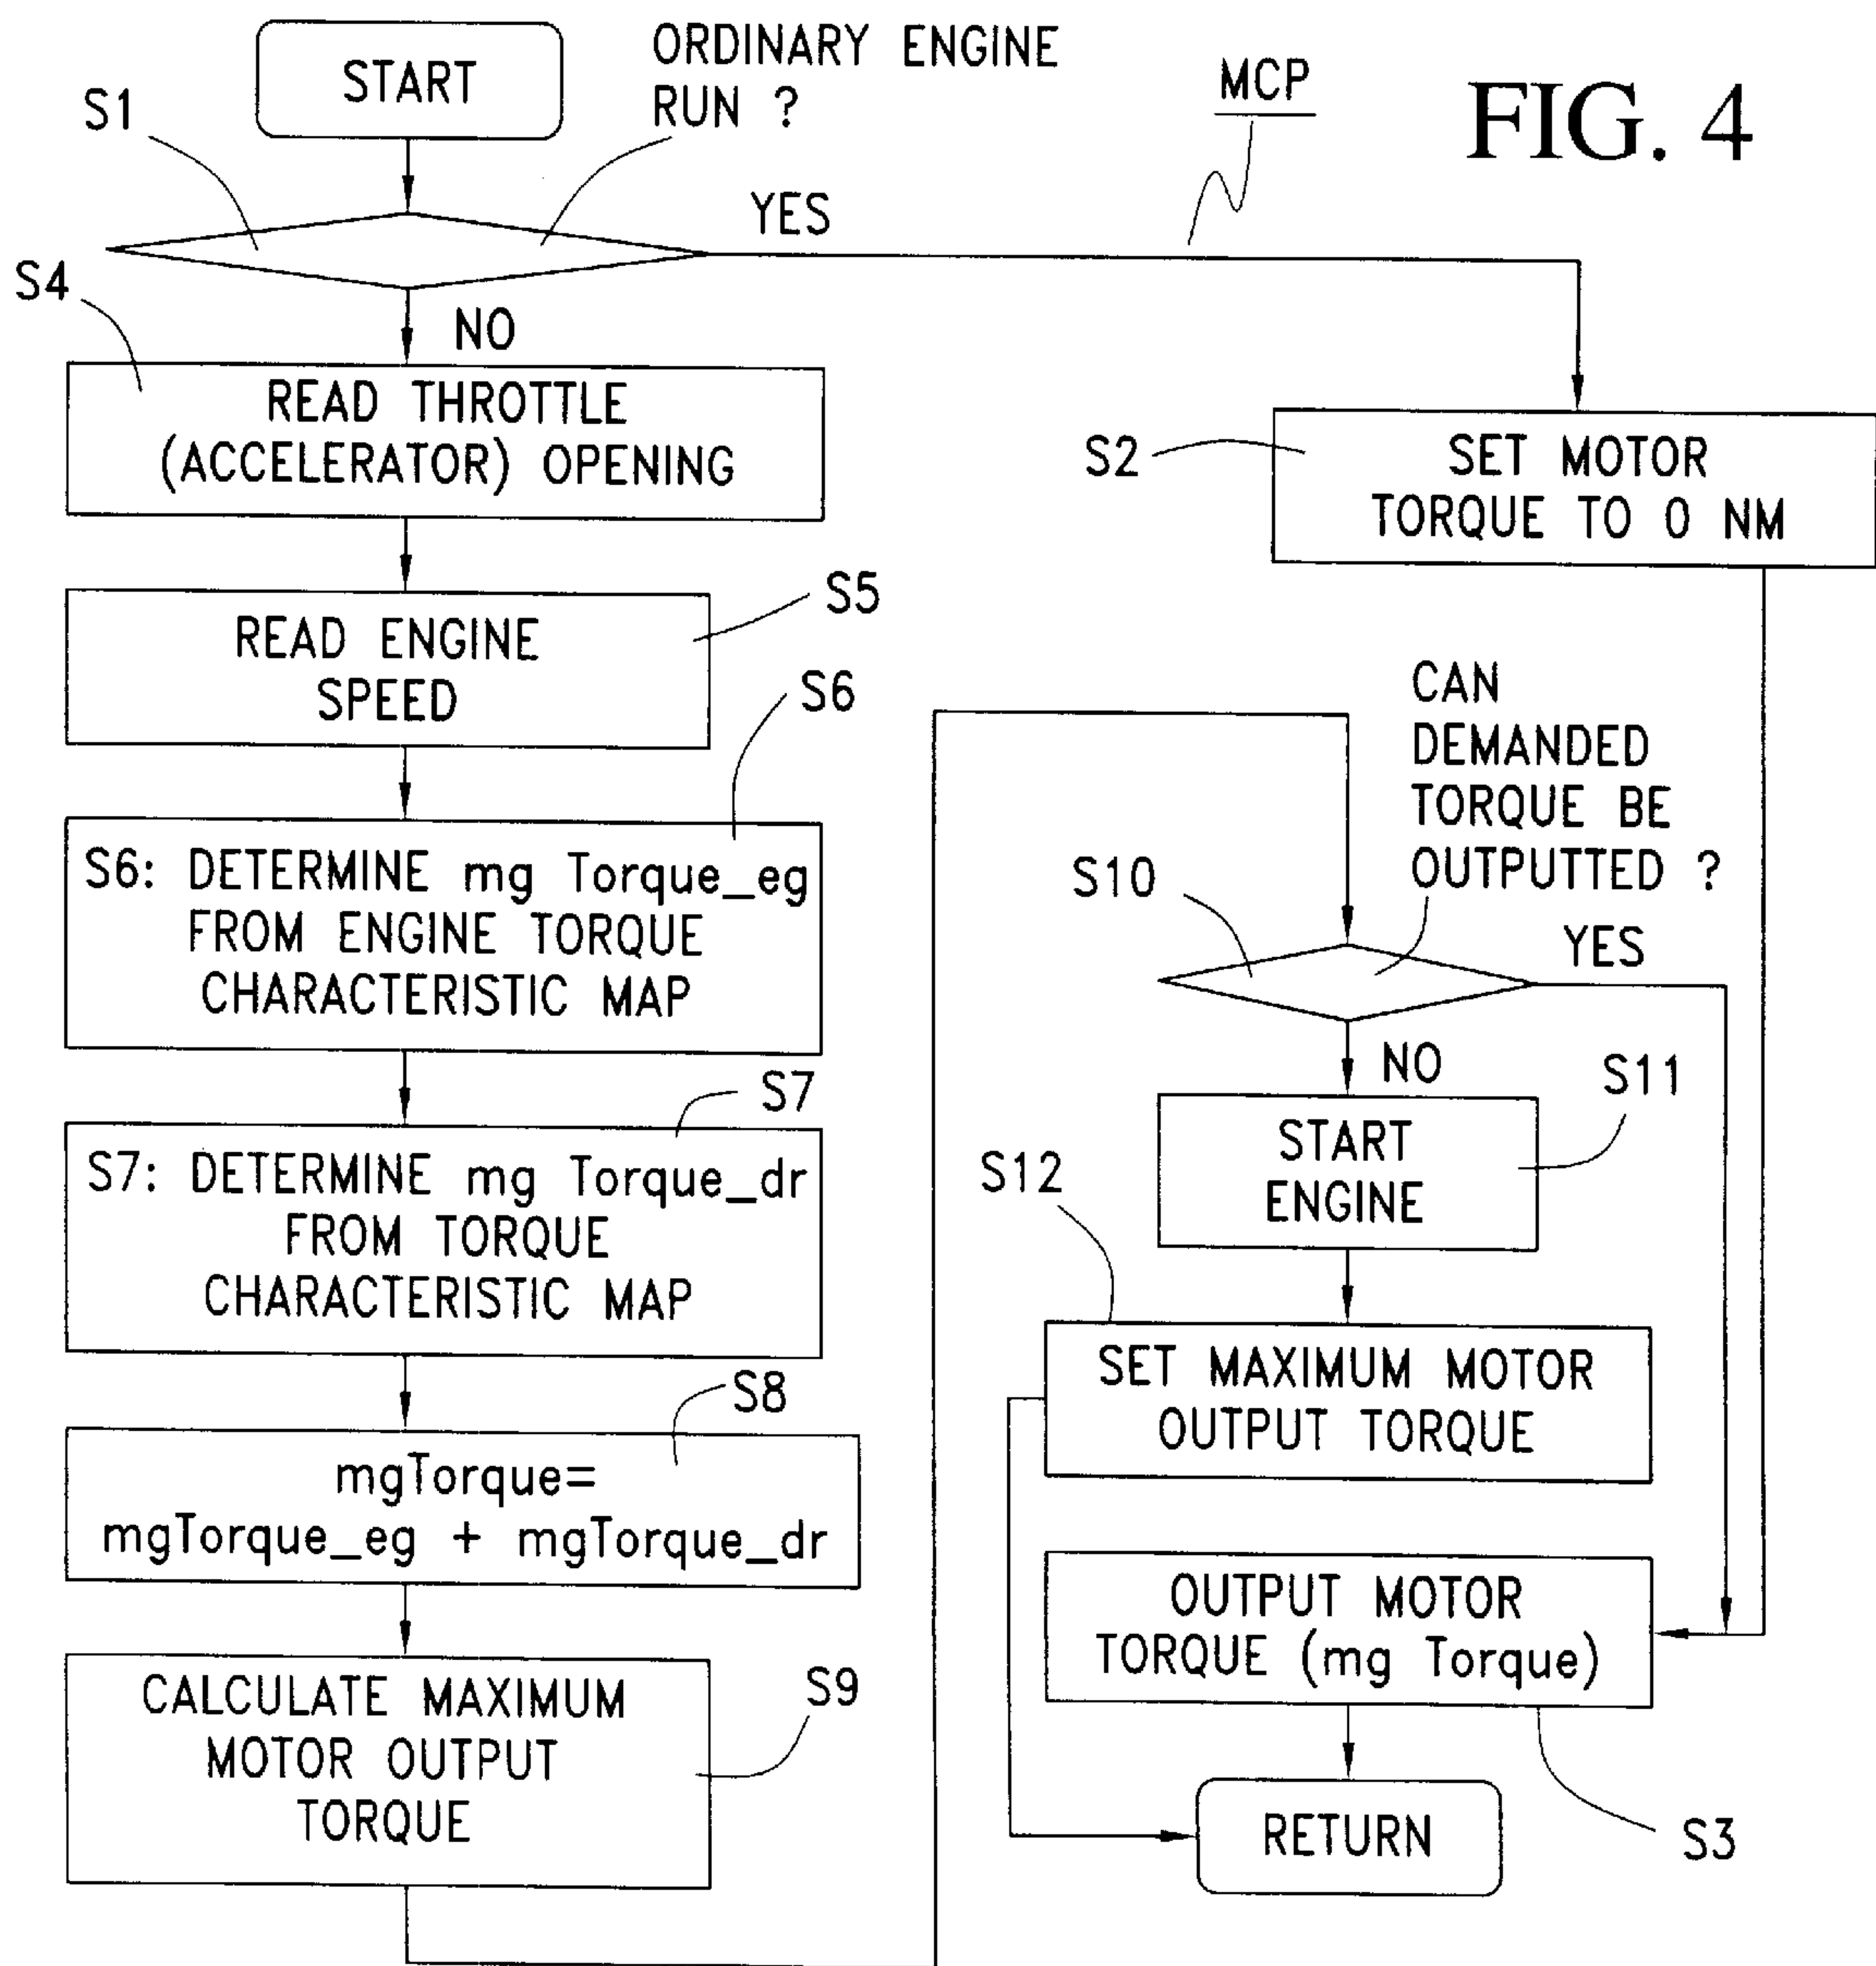 FIG. 4
MCP
START
ORDINARY ENGINE
RUN ?
S1
YES
NO
S4
READ THROTTLE
(ACCELERATOR) OPENING
S2
SET MOTOR
TORQUE TO 0 NM
S5
READ ENGINE
SPEED
S6
S6: DETERMINE mg Torque_eg
FROM ENGINE TORQUE
CHARACTERISTIC MAP
S7
S7: DETERMINE mg Torque_dr
FROM TORQUE
CHARACTERISTIC MAP
S8
mgTorque=
mgTorque_eg + mgTorque_dr
S9
CALCULATE MAXIMUM
MOTOR OUTPUT
TORQUE
CAN
DEMANDED
TORQUE BE
OUTPUTTED ?
S10
YES
NO
S11
START
ENGINE
S12
SET MAXIMUM MOTOR
OUTPUT TORQUE
OUTPUT MOTOR
TORQUE (mg Torque)
S3
RETURN